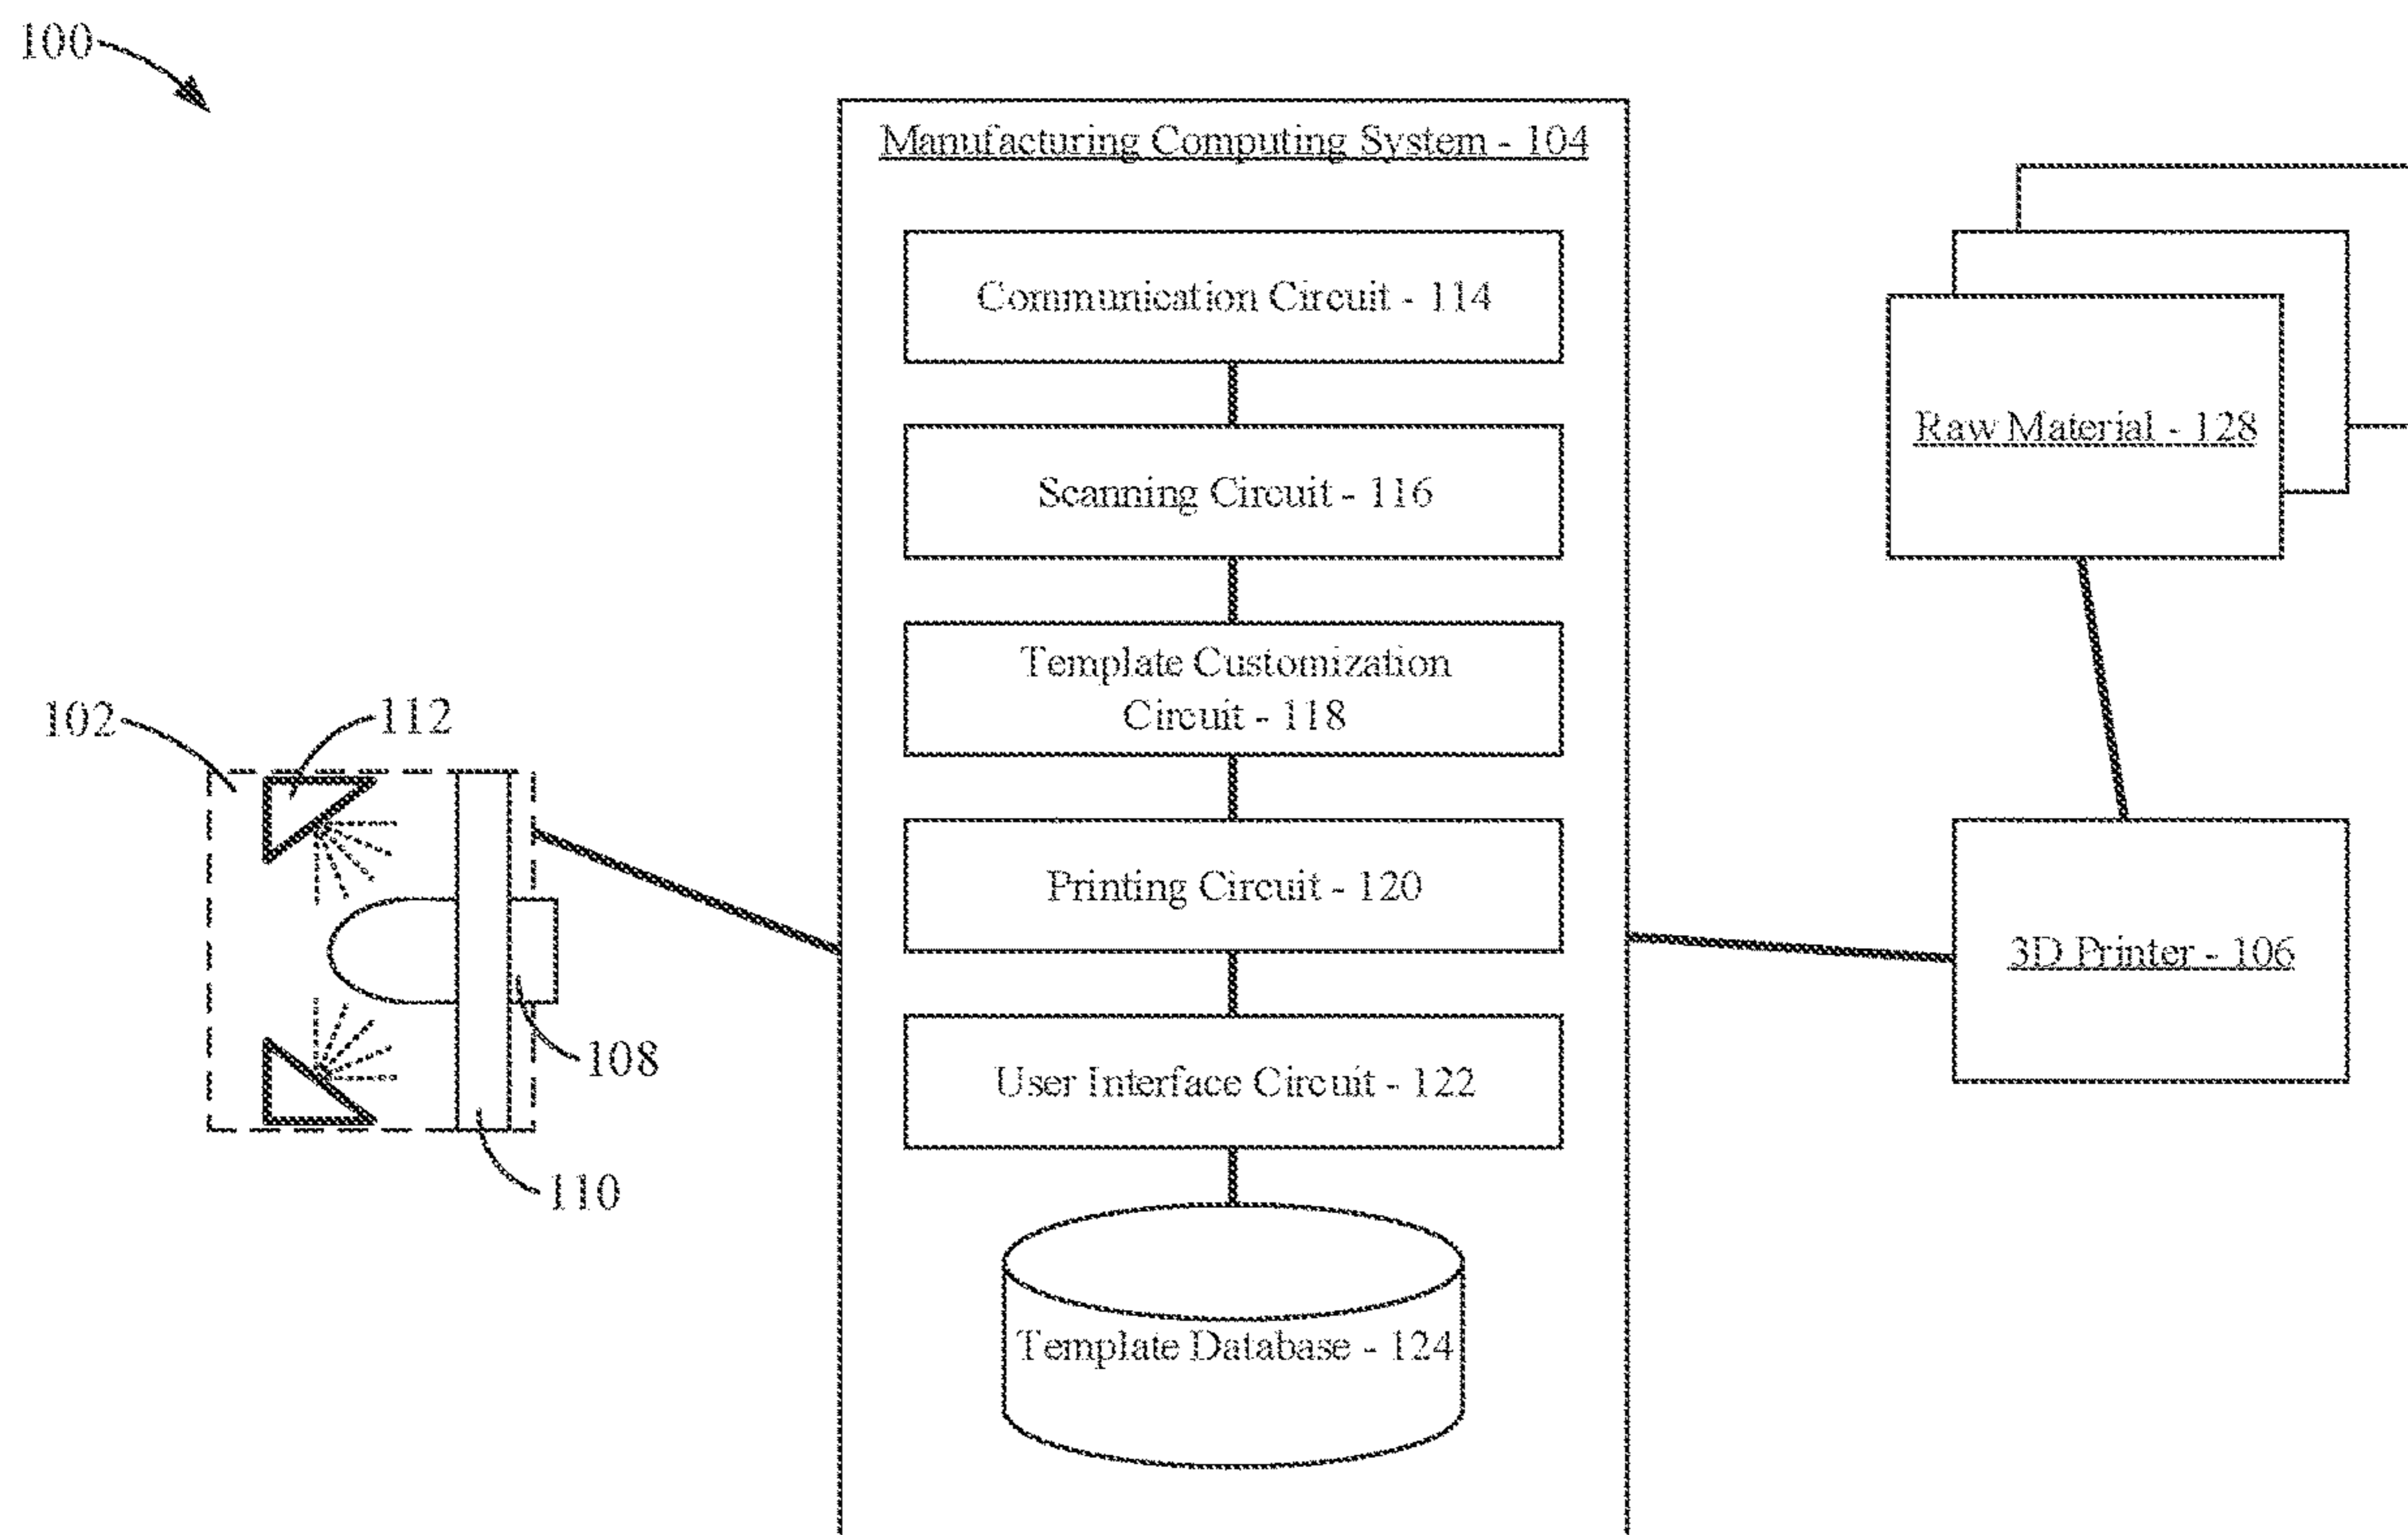 100
Manufacturing Computing System - 104
Communication Circuit - 114
Raw Material - 128
Scanning Circuit - 116
Template Customization
Circuit - 118
102
112
Printing Circuit - 120
3D Printer - 106
108
User Interface Circuit - 122
110
Template Database - 124